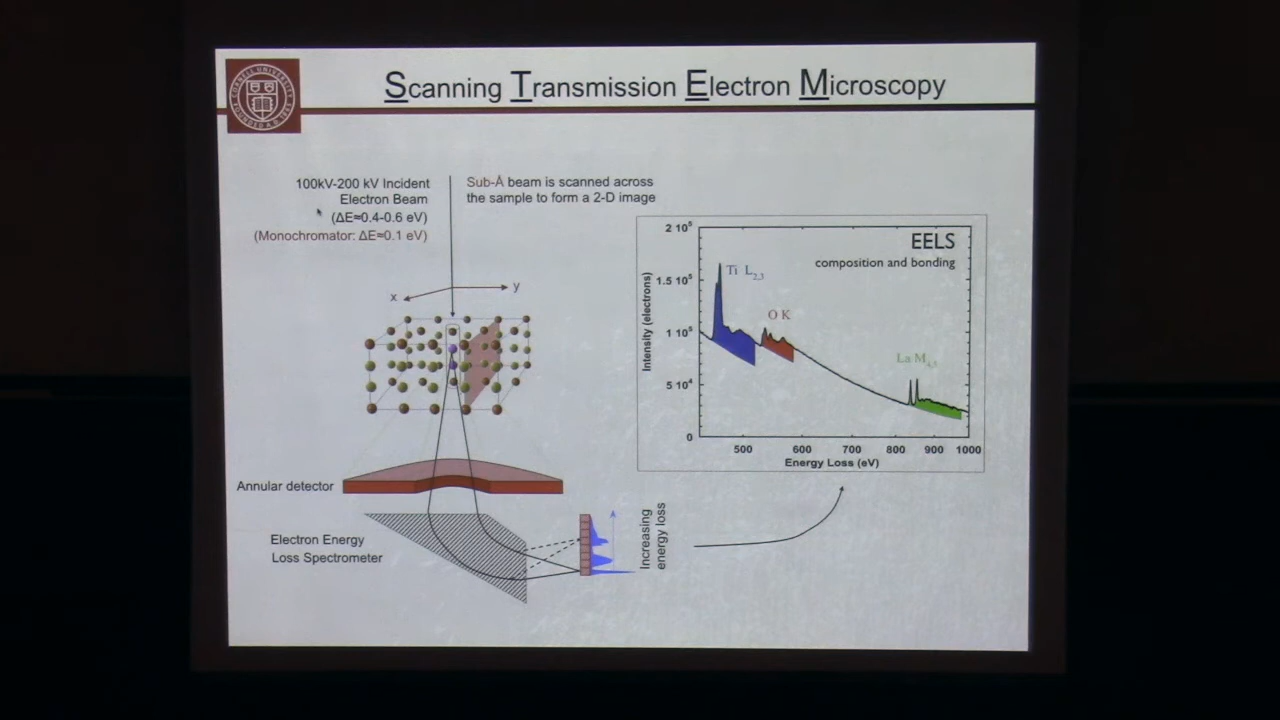 Scanning Transmission Electron Microscopy
100kV-200 kV Incident
Electron Beam
(ΔE≈0.4-0.6 eV)
(Monochromator: ΔE≈0.1 eV)
Sub-Å beam is scanned across
the sample to form a 2-D image
x
y
Annular detector
Electron Energy
Loss Spectrometer
Increasing
energy loss
EELS
composition and bonding
Ti L2,3
O K
La M4,5
Intensity (electrons)
2 10⁵
1.5 10⁵
1 10⁵
5 10⁴
0
500 600 700 800 900 1000
Energy Loss (eV)